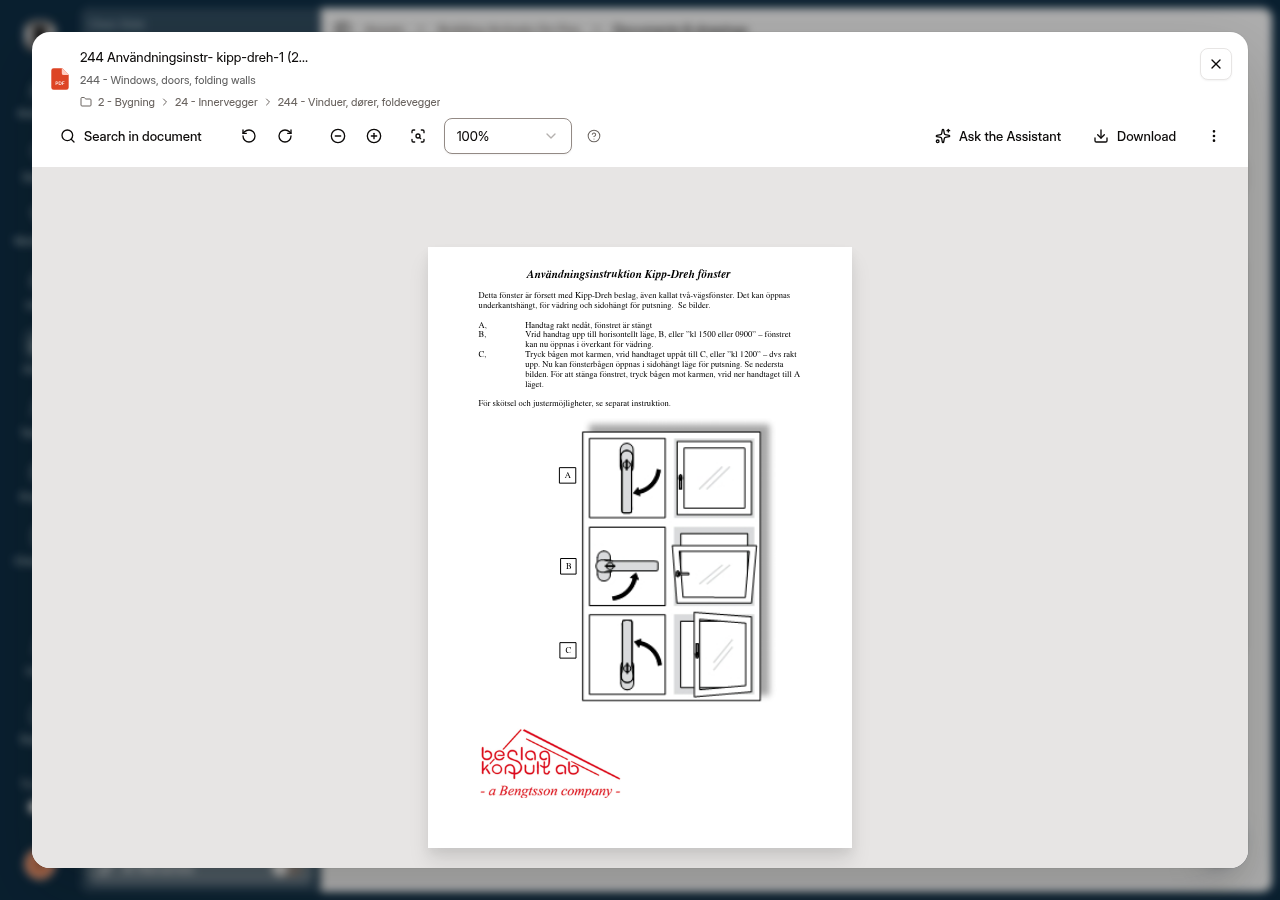 244 Användningsinstr- kipp-dreh-1 (2...
244 - Windows, doors, folding walls
2 - Bygning > 24 - Innervegger > 244 - Vinduer, dører, foldevegger
PDF
Search in document
100%
Ask the Assistant
Download
Användningsinstruktion Kipp-Dreh fönster
Detta fönster är försett med Kipp-Dreh beslag, även kallat två-vägsfönster. Det kan öppnas
underkantshängt, för vädring och sidohängt för putsning. Se bilder.
A, Handtag rakt nedåt, fönstret är stängt
B, Vrid handtag upp till horisontellt läge, B, eller "kl 1500 eller 0900" – fönstret
kan nu öppnas i överkant för vädring.
C, Tryck bågen mot karmen, vrid handtaget uppåt till C, eller "kl 1200" – dvs rakt
upp. Nu kan fönsterbågen öppnas i sidohängt läge för putsning. Se nedersta
bilden. För att stänga fönstret, tryck bågen mot karmen, vrid ner handtaget till A
läget.
För skötsel och justermöjligheter, se separat instruktion.
A
B
C
beslag
konsult ab
- a Bengtsson company -